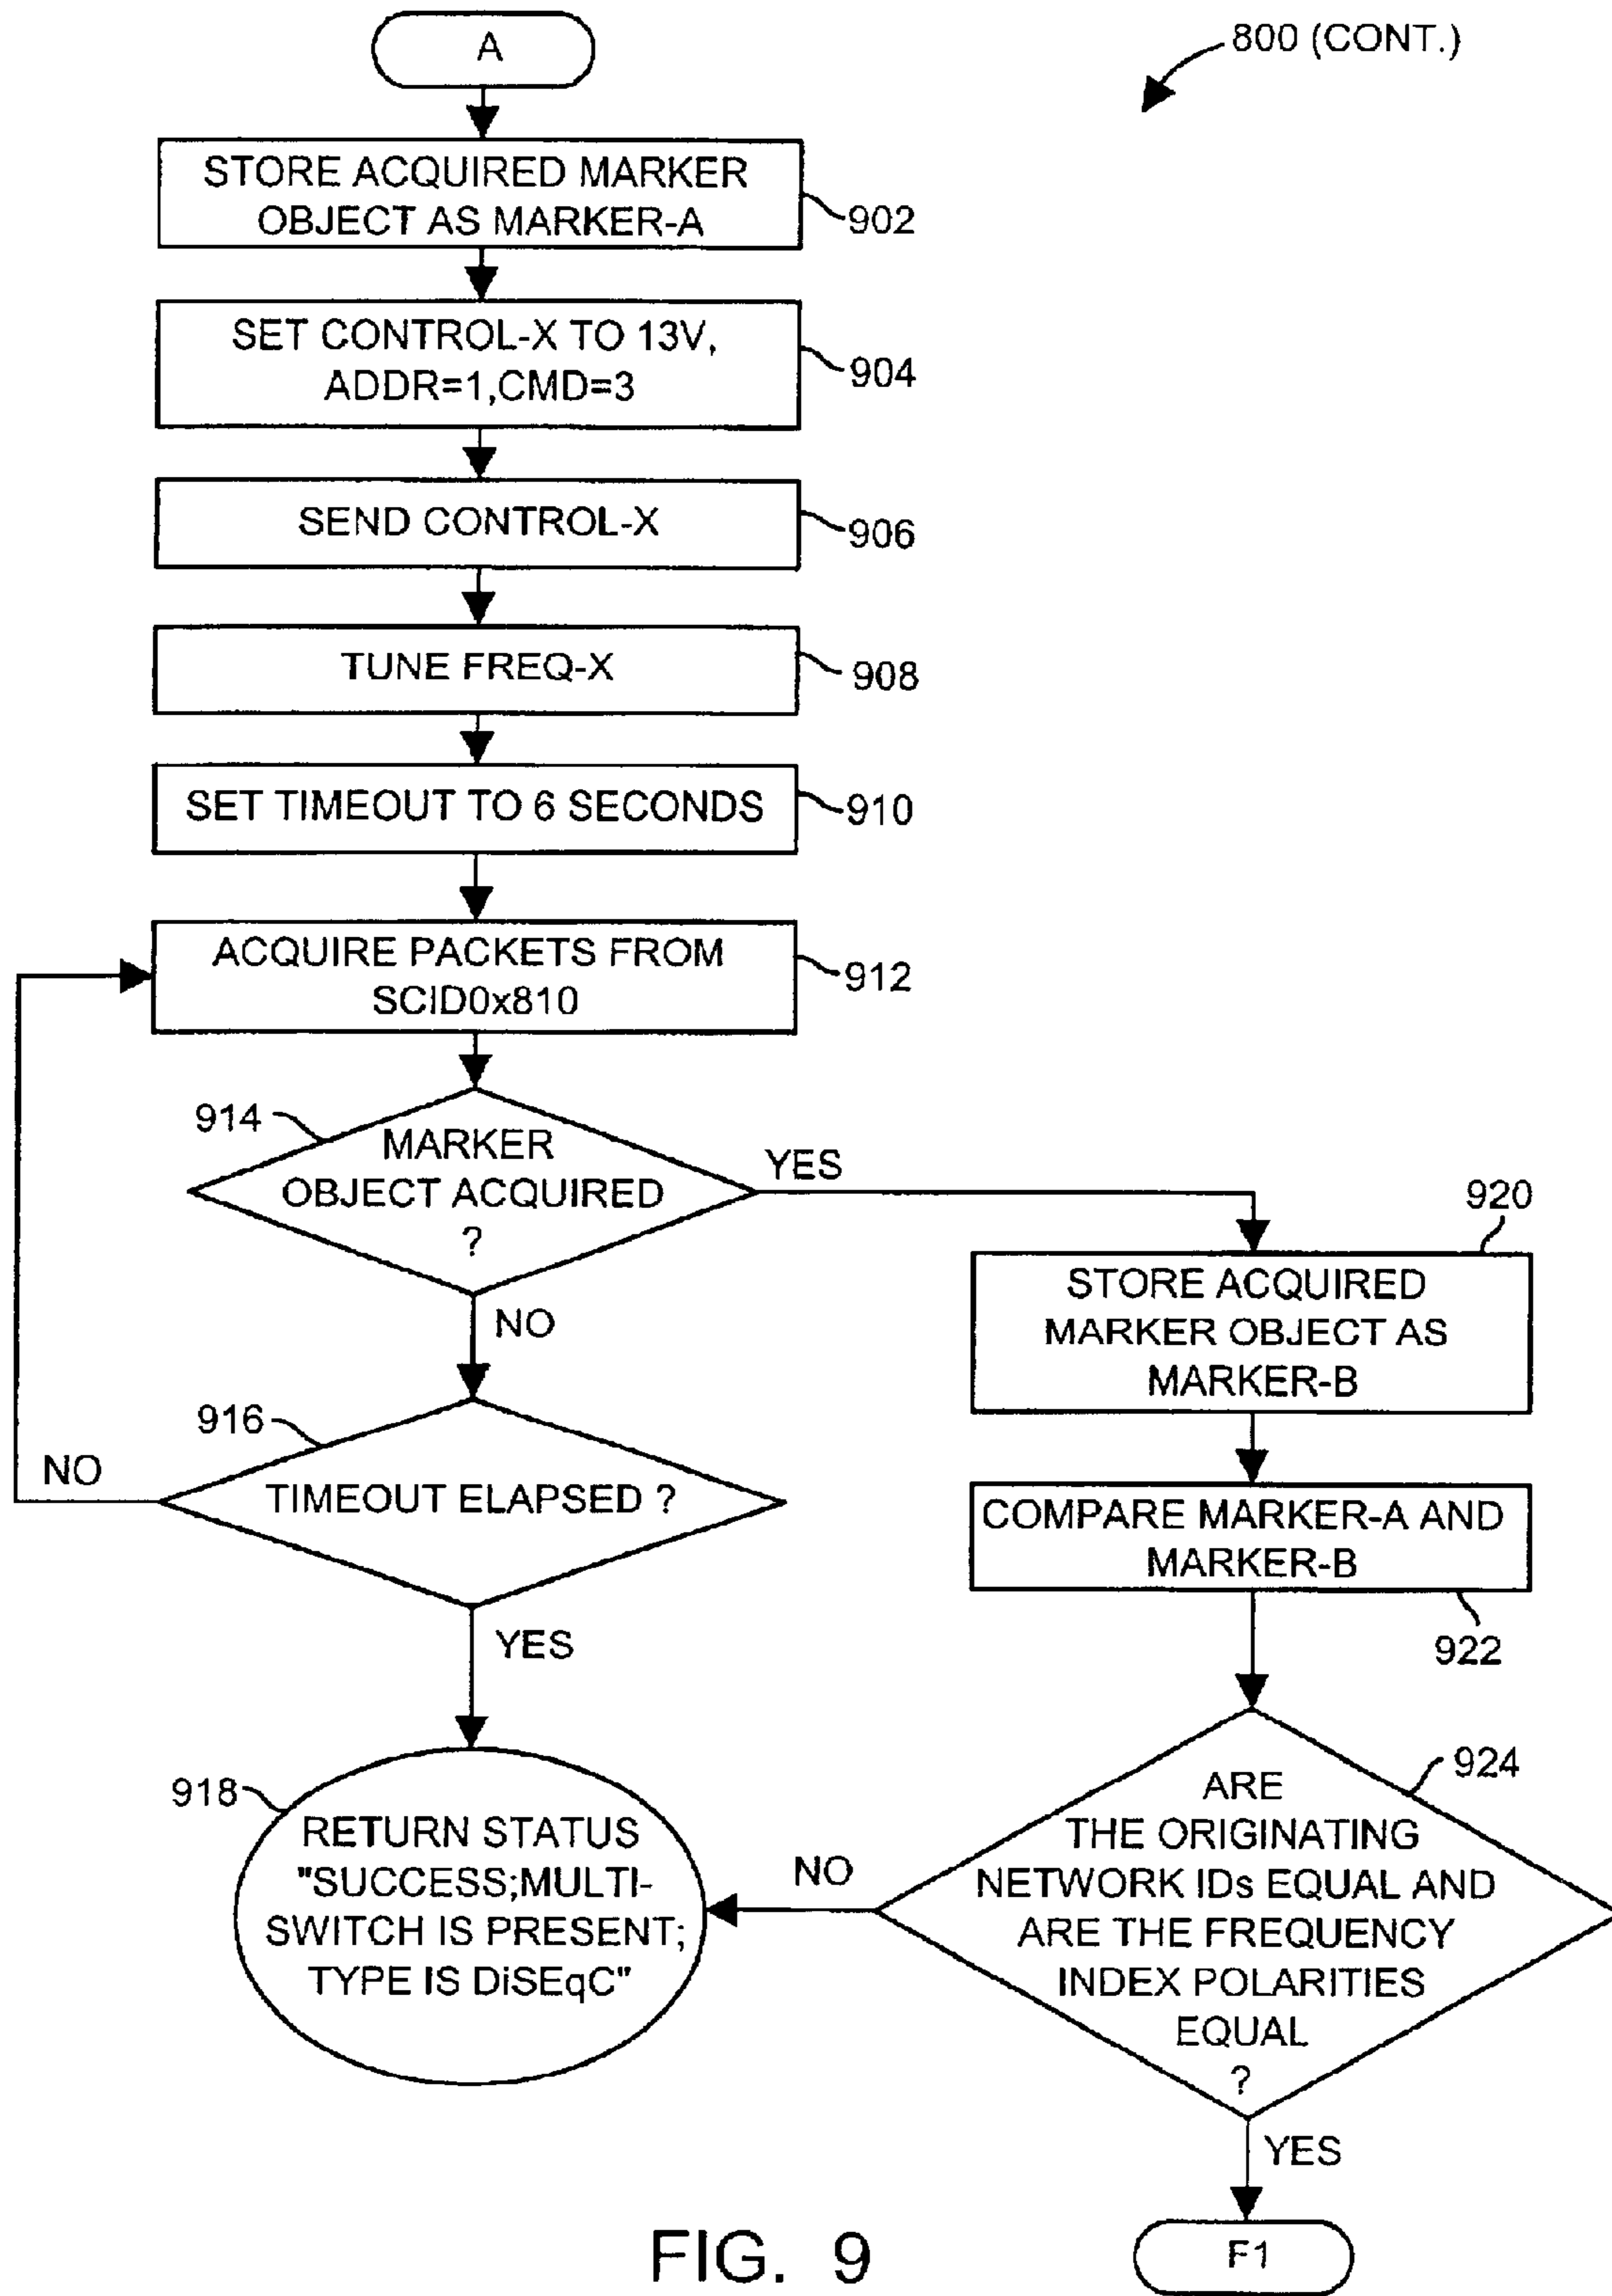 A
800 (CONT.)
STORE ACQUIRED MARKER
OBJECT AS MARKER-A
902
SET CONTROL-X TO 13V,
ADDR=1,CMD=3
904
SEND CONTROL-X
906
TUNE FREQ-X
908
SET TIMEOUT TO 6 SECONDS
910
ACQUIRE PACKETS FROM
SCID0x810
912
914
MARKER
OBJECT ACQUIRED
?
YES
NO
920
STORE ACQUIRED
MARKER OBJECT AS
MARKER-B
916
TIMEOUT ELAPSED ?
NO
YES
COMPARE MARKER-A AND
MARKER-B
922
918
RETURN STATUS
"SUCCESS;MULTI-
SWITCH IS PRESENT;
TYPE IS DiSEqC"
924
ARE
THE ORIGINATING
NETWORK IDs EQUAL AND
ARE THE FREQUENCY
INDEX POLARITIES
EQUAL
?
NO
YES
F1
FIG. 9